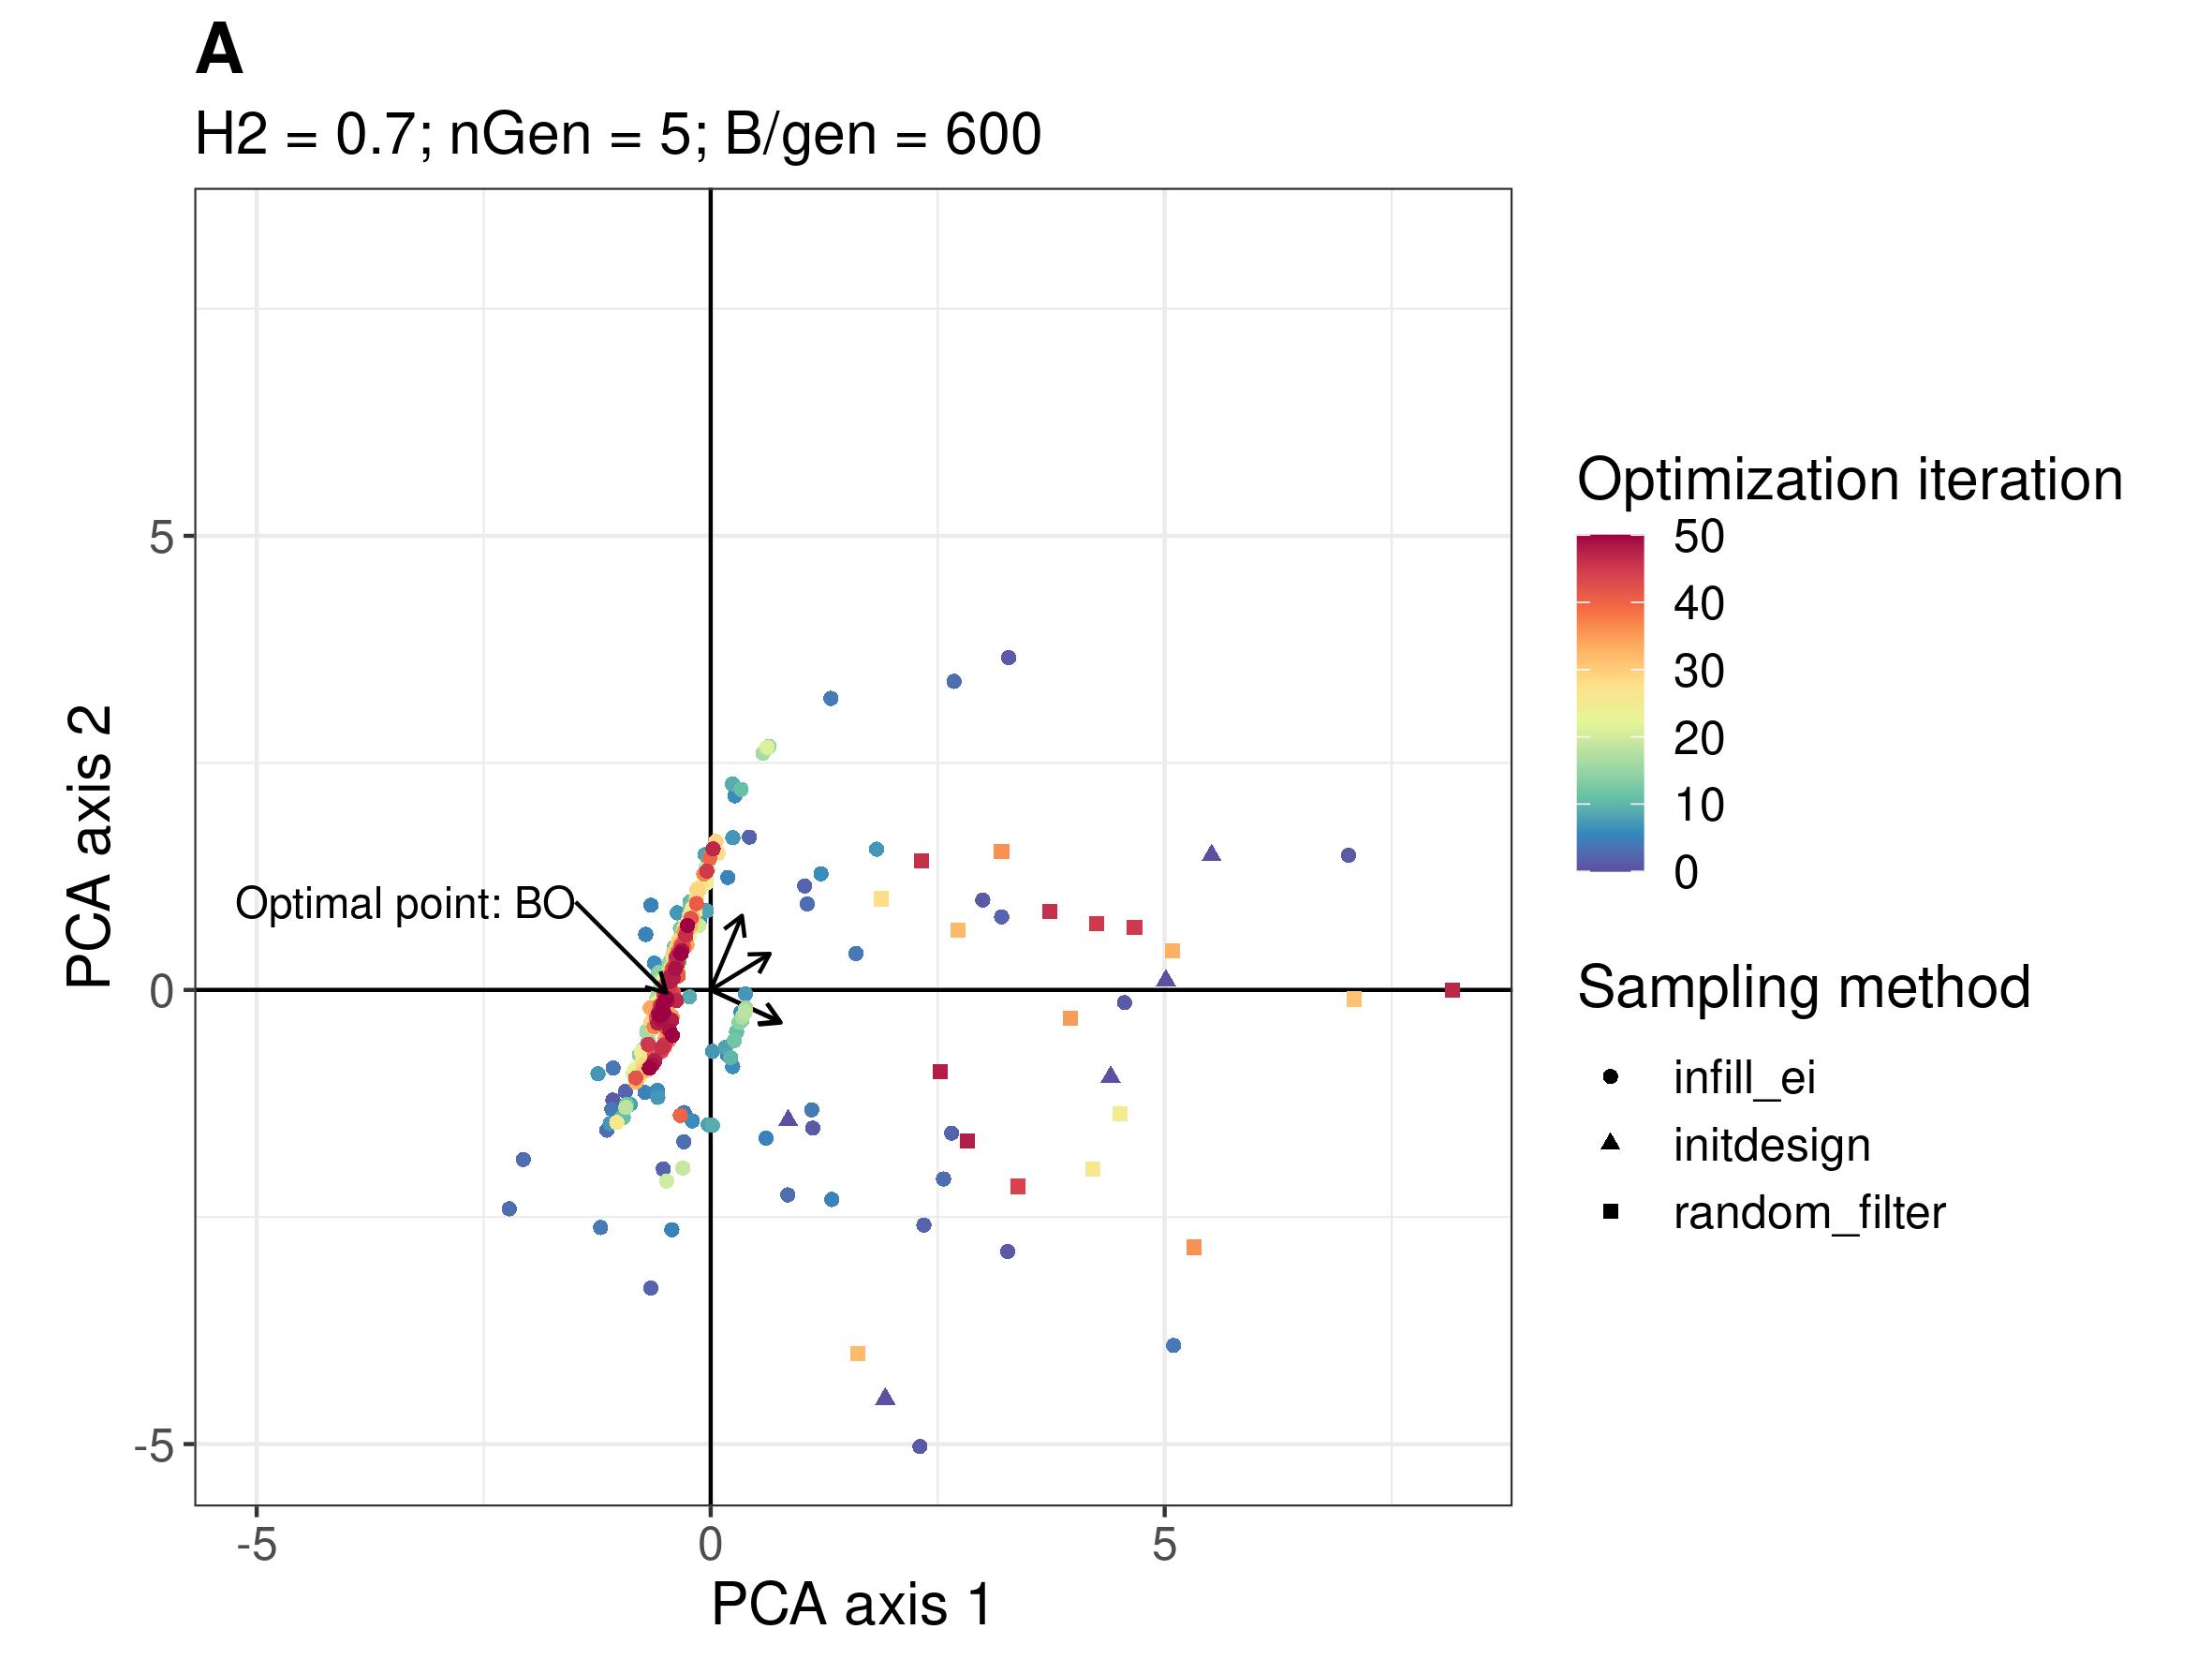 A
H2 = 0.7; nGen = 5; B/gen = 600
PCA axis 2
5
0
-5
Optimal point: BO
-5
0
5
PCA axis 1
Optimization iteration
50
40
30
20
10
0
Sampling method
infill_ei
initdesign
random_filter